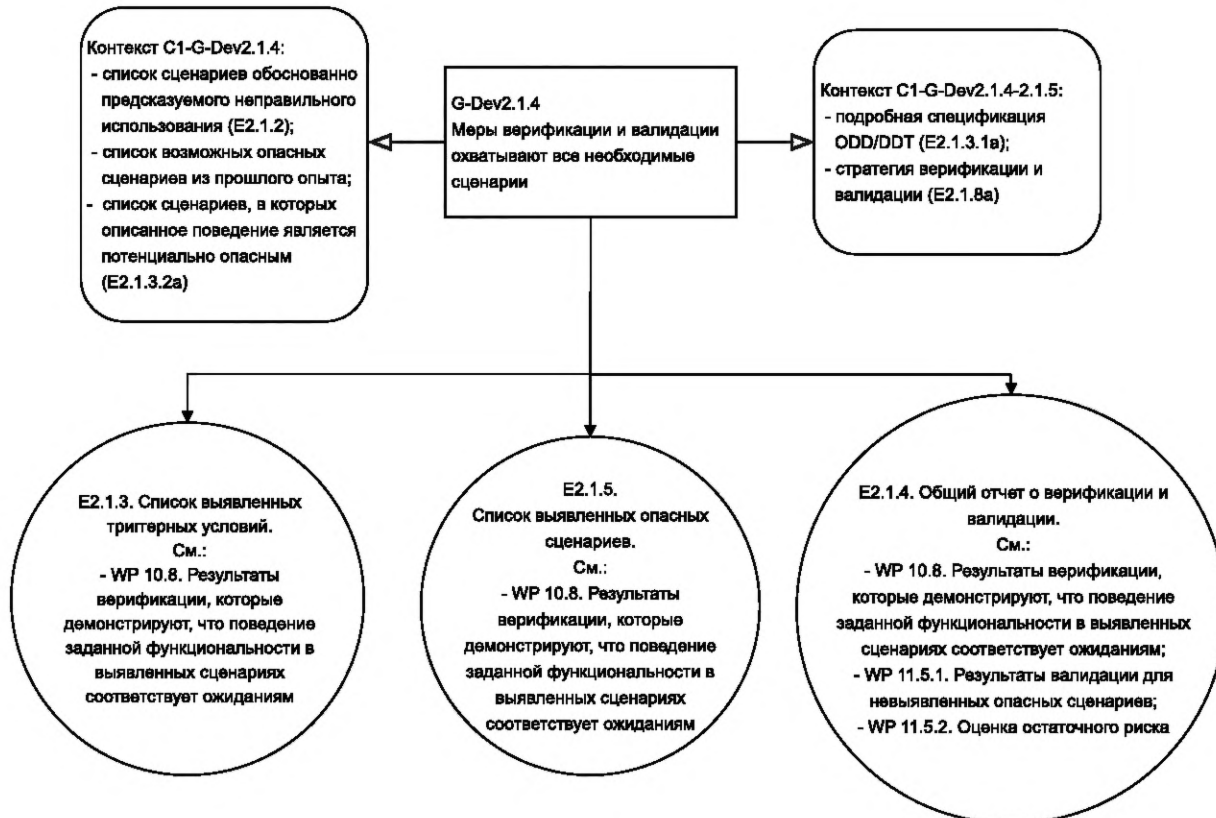 Контекст C1-G-Dev2.1.4:
- список сценариев обоснованно
предсказуемого неправильного
использования (E2.1.2);
- список возможных опасных
сценариев из прошлого опыта;
- список сценариев, в которых
описанное поведение является
потенциально опасным
(E2.1.3.2a)
G-Dev2.1.4
Меры верификации и валидации
охватывают все необходимые
сценарии
Контекст C1-G-Dev2.1.4-2.1.5:
- подробная спецификация
ODD/DDT (E2.1.3.1a);
- стратегия верификации и
валидации (E2.1.8a)
E2.1.3. Список выявленных
триггерных условий.
См.:
- WP 10.8. Результаты
верификации, которые
демонстрируют, что поведение
заданной функциональности в
выявленных сценариях
соответствует ожиданиям
E2.1.5.
Список выявленных опасных
сценариев.
См.:
- WP 10.8. Результаты
верификации, которые
демонстрируют, что поведение
заданной функциональности в
выявленных сценариях
соответствует ожиданиям
E2.1.4. Общий отчет о верификации и
валидации.
См.:
- WP 10.8. Результаты верификации,
которые демонстрируют, что поведение
заданной функциональности в выявленных
сценариях соответствует ожиданиям;
- WP 11.5.1. Результаты валидации для
невыявленных опасных сценариев;
- WP 11.5.2. Оценка остаточного риска